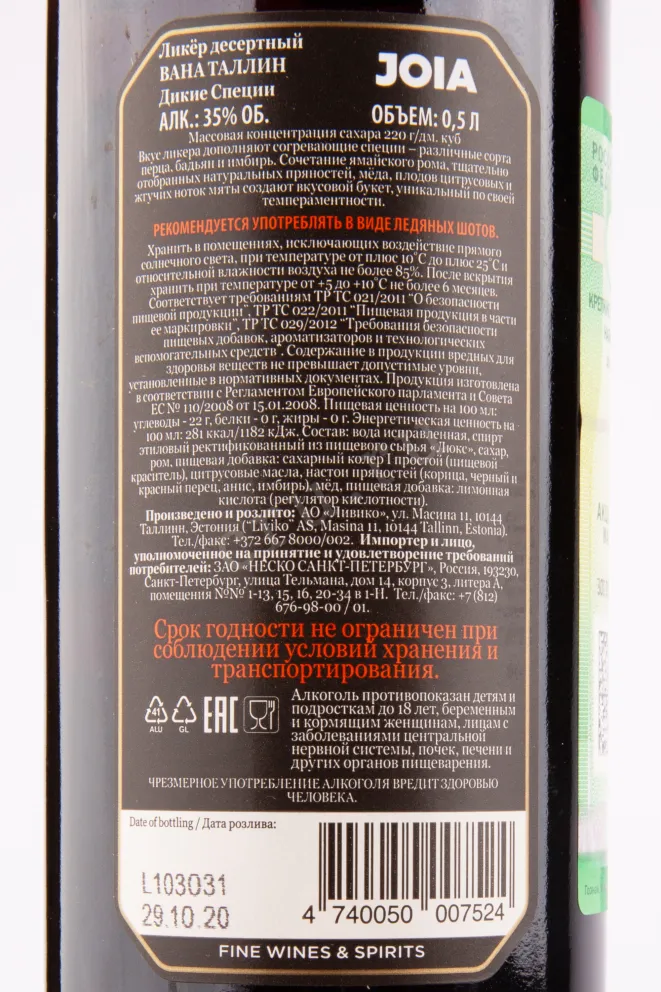 Ликёр десертный
ВАНА ТАЛЛИН
Дикие Специи
JOIA
АЛК.: 35% ОБ.
ОБЪЕМ: 0,5 Л
Массовая концентрация сахара 220 г/дм. куб
Вкус ликера дополняют согревающие специи – различные сорта
перца, бадьян и имбирь. Сочетание ямайского рома, тщательно
отобранных натуральных пряностей, мёда, плодов цитрусовых и
жгучих ноток мяты создают вкусовой букет, уникальный по своей
темпераментности.
РЕКОМЕНДУЕТСЯ УПОТРЕБЛЯТЬ В ВИДЕ ЛЕДЯНЫХ ШОТОВ.
Хранить в помещениях, исключающих воздействие прямого
солнечного света, при температуре от плюс 10°С до плюс 25°С и
относительной влажности воздуха не более 85%. После вскрытия
хранить при температуре от +5 до +10°С не более 6 месяцев.
Соответствует требованиям ТР ТС 021/2011 "О безопасности
пищевой продукции", ТР ТС 022/2011 "Пищевая продукция в части
ее маркировки", ТР ТС 029/2012 "Требования безопасности
пищевых добавок, ароматизаторов и технологических
вспомогательных средств". Содержание в продукции вредных для
здоровья веществ не превышает допустимые уровни,
установленные в нормативных документах. Продукция изготовлена
в соответствии с Регламентом Европейского парламента и Совета
ЕС № 110/2008 от 15.01.2008. Пищевая ценность на 100 мл:
углеводы - 22 г, белки - 0 г, жиры - 0 г. Энергетическая ценность на
100 мл: 281 ккал/1182 кДж. Состав: вода исправленная, спирт
этиловый ректификованный из пищевого сырья «Люкс», сахар,
ром, пищевая добавка: сахарный колер I простой (пищевой
краситель), цитрусовые масла, настои пряностей (корица, черный и
красный перец, анис, имбирь), мёд, пищевая добавка: лимонная
кислота (регулятор кислотности).
Произведено и розлито: АО «Ливико», ул. Масина 11, 10144
Таллинн, Эстония ("Liviko" AS, Masina 11, 10144 Tallinn, Estonia).
Тел./факс: +372 667 8000/002. Импортер и лицо,
уполномоченное на принятие и удовлетворение требований
потребителей: ЗАО «НЕСКО САНКТ-ПЕТЕРБУРГ», Россия, 193230,
Санкт-Петербург, улица Тельмана, дом 14, корпус 3, литера А,
помещения №№ 1-13, 15, 16, 20-34 в 1-Н. Тел./факс: +7 (812)
676-98-00 / 01.
Срок годности не ограничен при
соблюдении условий хранения и
транспортирования.
41
ALU
GL
EAC
Алкоголь противопоказан детям и
подросткам до 18 лет, беременным
и кормящим женщинам, лицам с
заболеваниями центральной
нервной системы, почек, печени и
других органов пищеварения.
ЧРЕЗМЕРНОЕ УПОТРЕБЛЕНИЕ АЛКОГОЛЯ ВРЕДИТ ЗДОРОВЬЮ
ЧЕЛОВЕКА.
Date of bottling / Дата розлива:
L103031
29.10.20
4 740050 007524
FINE WINES & SPIRITS